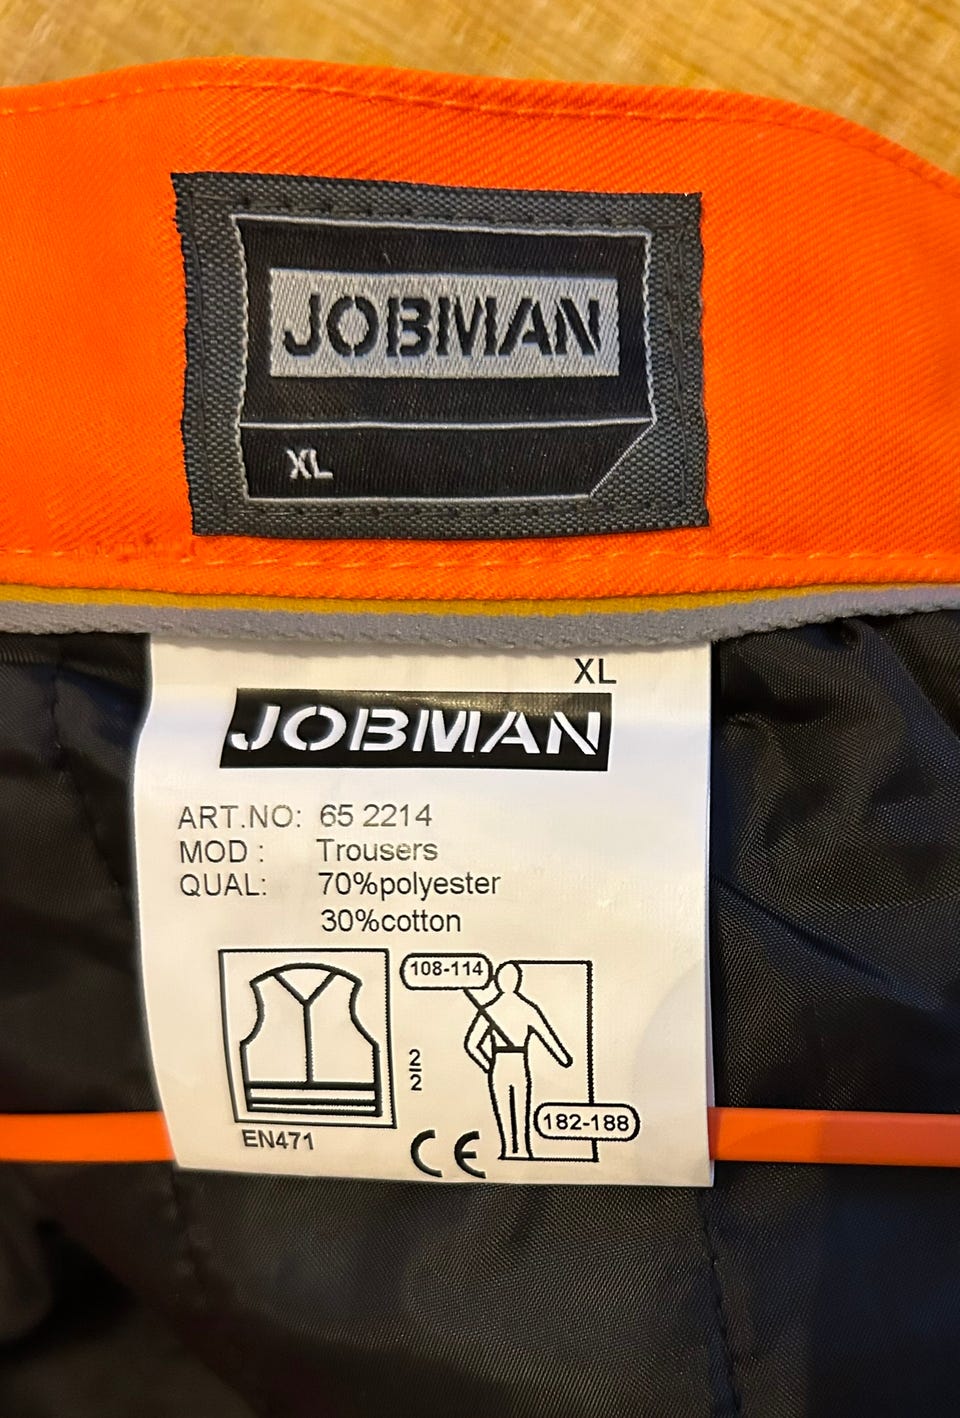 JOBMAN
XL
XL
JOBMAN
ART.NO: 65 2214
MOD : Trousers
QUAL: 70%polyester
30%cotton
108-114
2
2
182-188
EN471
CE